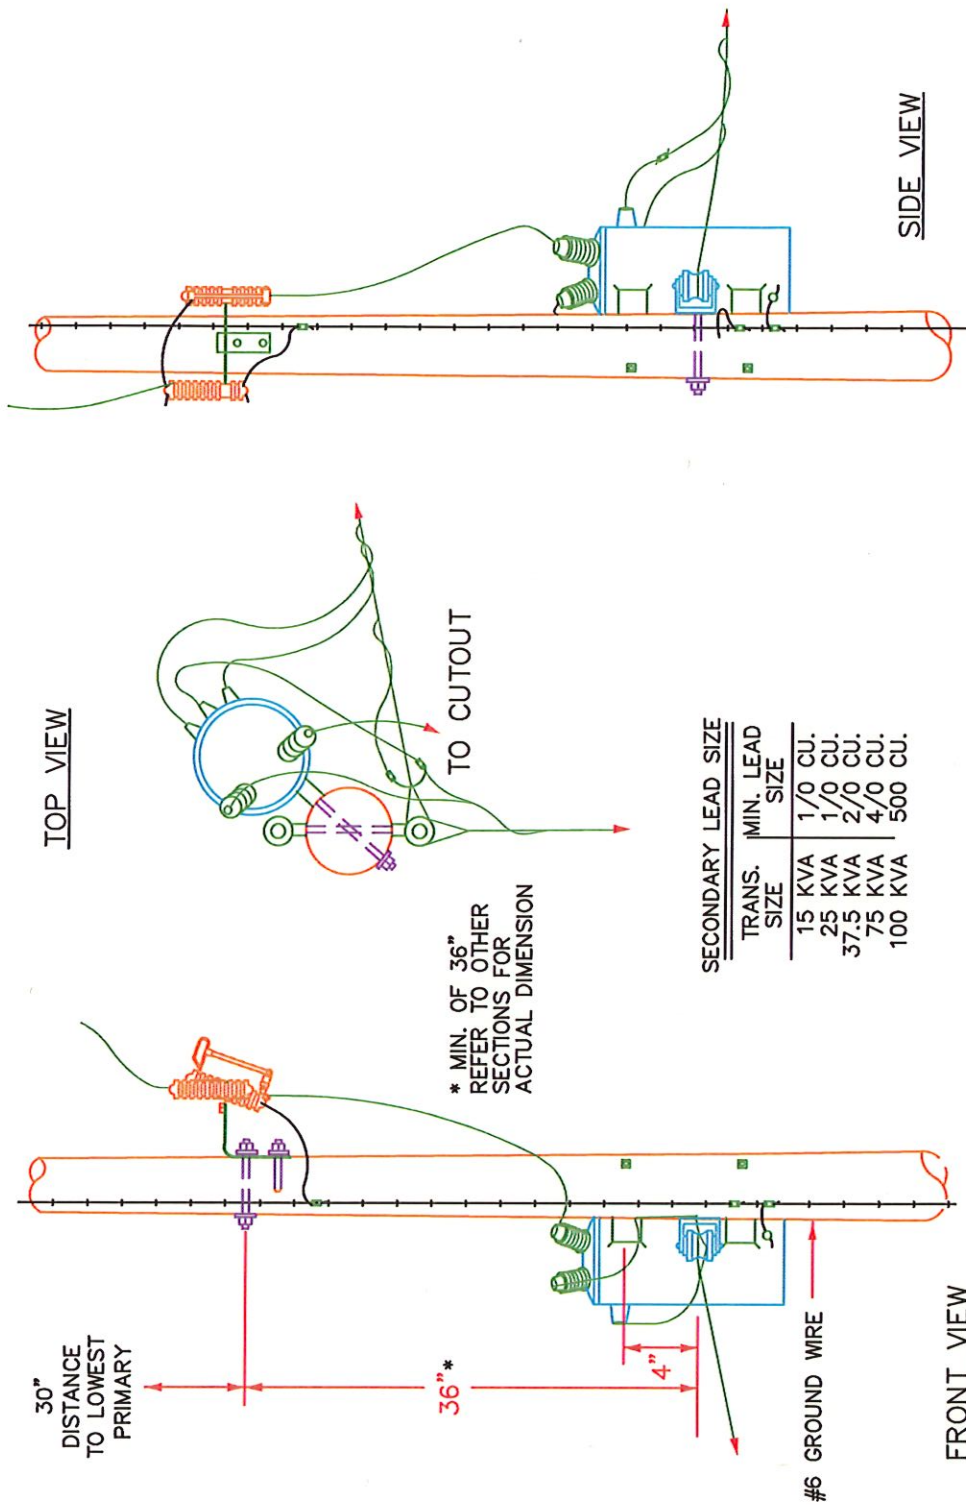 TOP VIEW
SIDE VIEW
TO CUTOUT
30"
DISTANCE
TO LOWEST
PRIMARY
36"*
4"
* MIN. OF 36"
REFER TO OTHER
SECTIONS FOR
ACTUAL DIMENSION
SECONDARY LEAD SIZE
TRANS. SIZE MIN. LEAD SIZE
15 KVA 1/0 CU.
25 KVA 1/0 CU.
37.5 KVA 2/0 CU.
75 KVA 4/0 CU.
100 KVA 500 CU.
#6 GROUND WIRE
FRONT VIEW